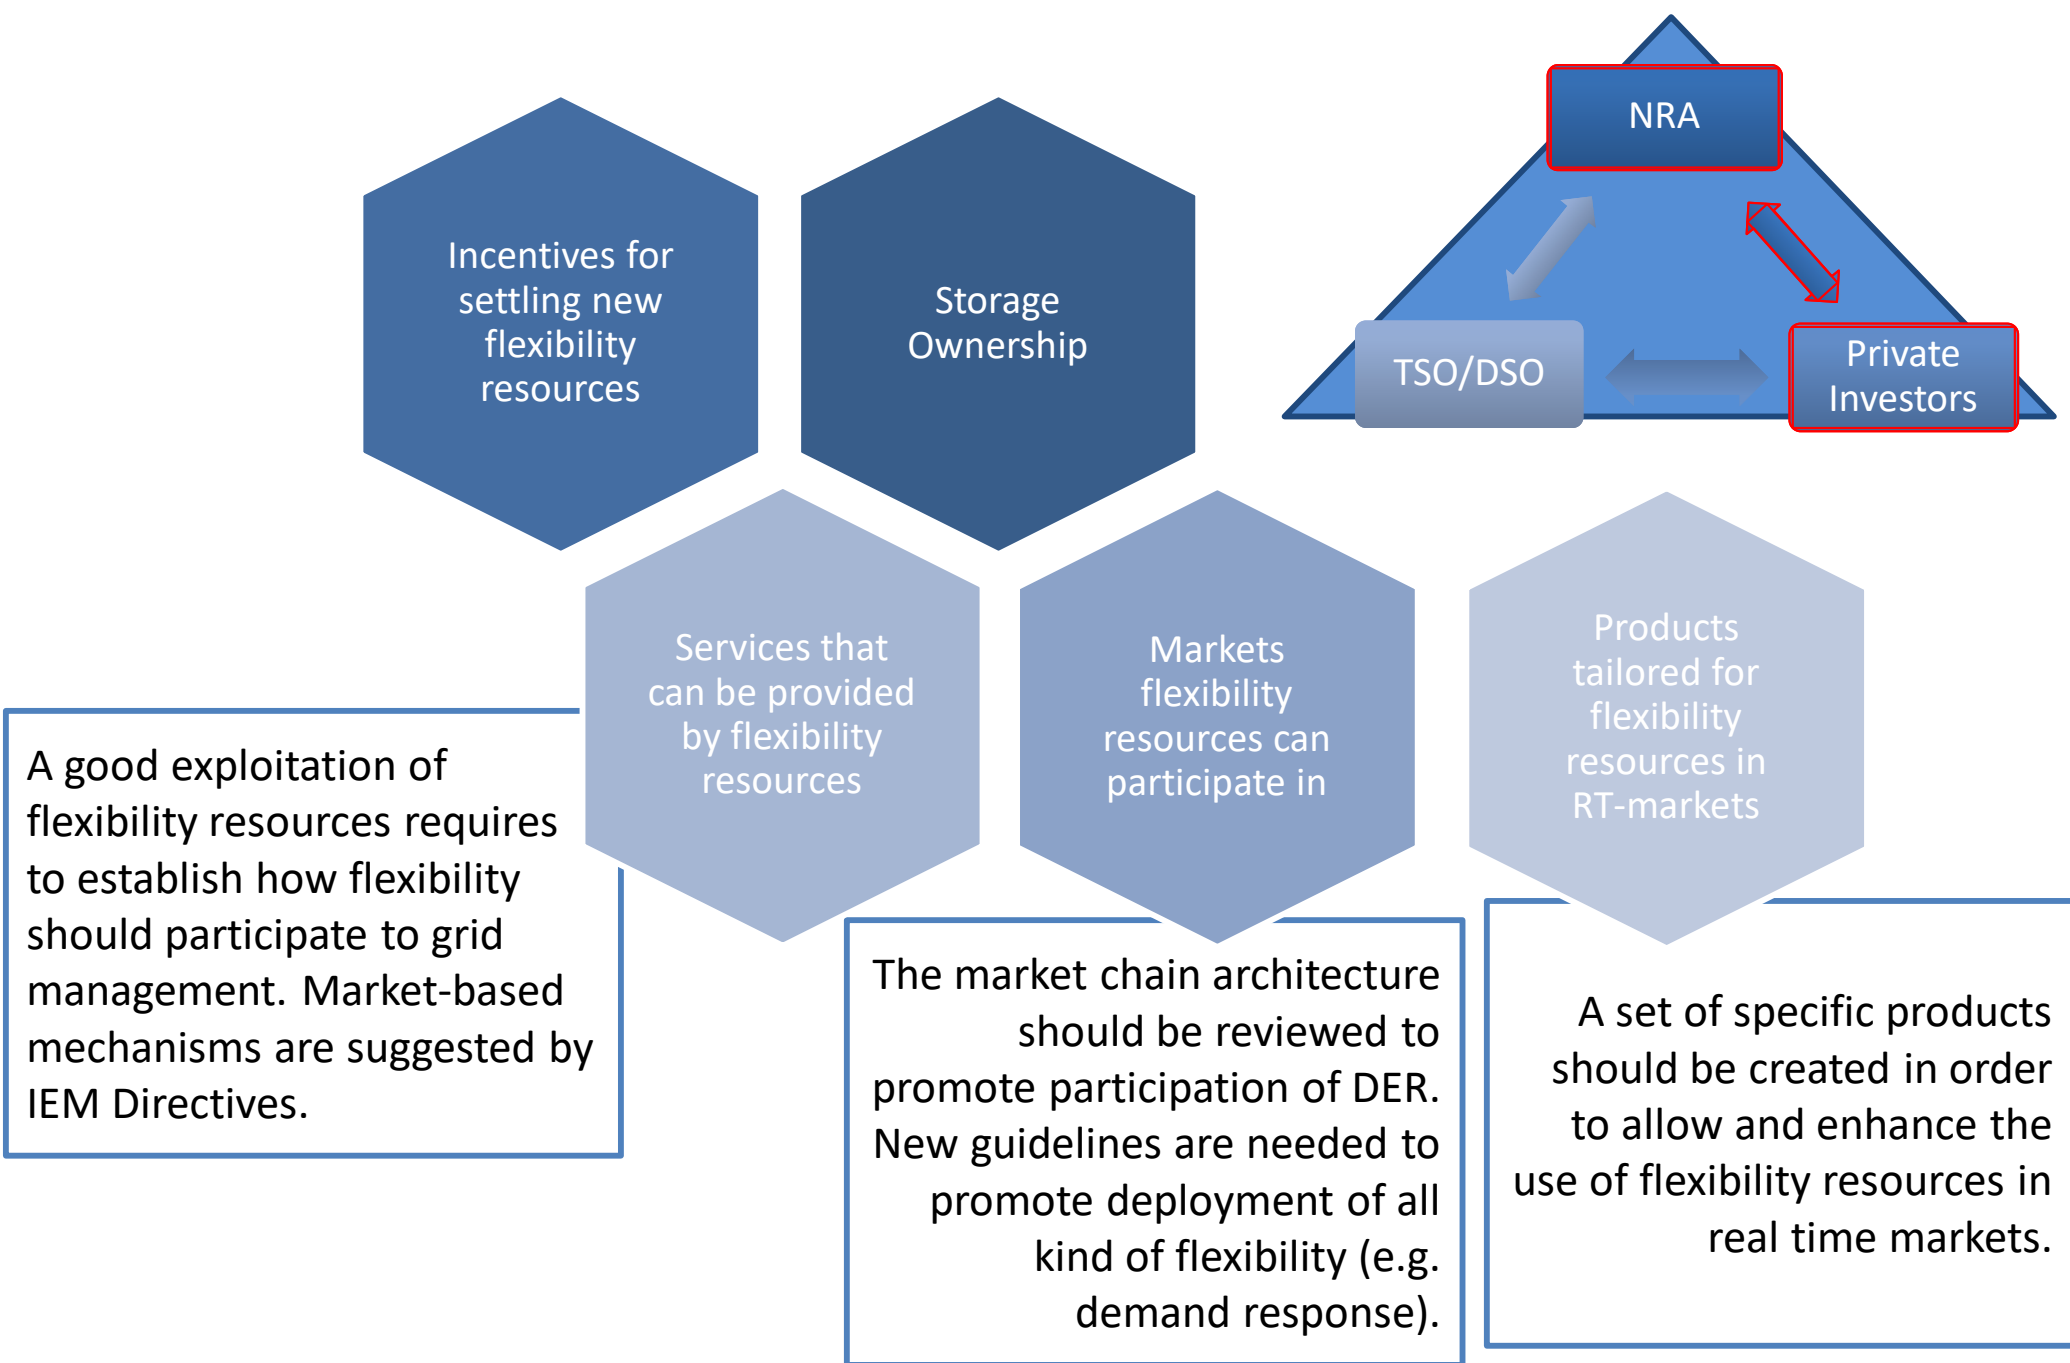 Incentives for
settling new
flexibility
resources
Storage
Ownership
NRA
TSO/DSO
Private
Investors
Services that
can be provided
by flexibility
resources
Markets
flexibility
resources can
participate in
Products
tailored for
flexibility
resources in
RT-markets
A good exploitation of
flexibility resources requires
to establish how flexibility
should participate to grid
management. Market-based
mechanisms are suggested by
IEM Directives.
The market chain architecture
should be reviewed to
promote participation of DER.
New guidelines are needed to
promote deployment of all
kind of flexibility (e.g.
demand response).
A set of specific products
should be created in order
to allow and enhance the
use of flexibility resources in
real time markets.